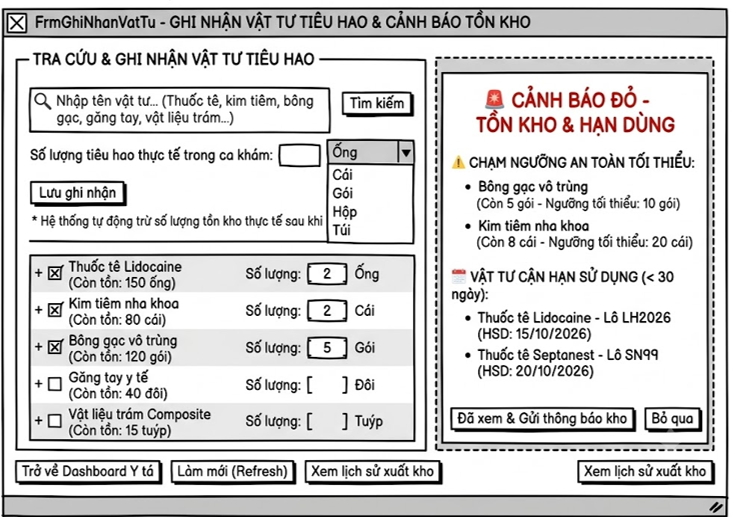 FrmGhiNhanVatTu - GHI NHẬN VẬT TƯ TIÊU HAO & CẢNH BÁO TỒN KHO
TRA CỨU & GHI NHẬN VẬT TƯ TIÊU HAO
Nhập tên vật tư... (Thuốc tê, kim tiêm, bông
gạc, găng tay, vật liệu trám...)
Tìm kiếm
Số lượng tiêu hao thực tế trong ca khám:
Ống
Cái
Gói
Hộp
Túi
Lưu ghi nhận
* Hệ thống tự động trừ số lượng tồn kho thực tế sau khi
+ Thuốc tê Lidocaine
(Còn tồn: 150 ống)
Số lượng: 2 Ống
+ Kim tiêm nha khoa
(Còn tồn: 80 cái)
Số lượng: 2 Cái
+ Bông gạc vô trùng
(Còn tồn: 120 gói)
Số lượng: 5 Gói
+ Găng tay y tế
(Còn tồn: 40 đôi)
Số lượng: [ ] Đôi
+ Vật liệu trám Composite
(Còn tồn: 15 tuýp)
Số lượng: [ ] Tuýp
CẢNH BÁO ĐỎ -
TỒN KHO & HẠN DÙNG
CHẠM NGƯỠNG AN TOÀN TỐI THIỂU:
• Bông gạc vô trùng
(Còn 5 gói - Ngưỡng tối thiểu: 10 gói)
• Kim tiêm nha khoa
(Còn 8 cái - Ngưỡng tối thiểu: 20 cái)
VẬT TƯ CẬN HẠN SỬ DỤNG (< 30
ngày):
• Thuốc tê Lidocaine - Lô LH2026
(HSD: 15/10/2026)
• Thuốc tê Septanest - Lô SN99
(HSD: 20/10/2026)
Đã xem & Gửi thông báo kho
Bỏ qua
Trở về Dashboard Y tá
Làm mới (Refresh)
Xem lịch sử xuất kho
Xem lịch sử xuất kho